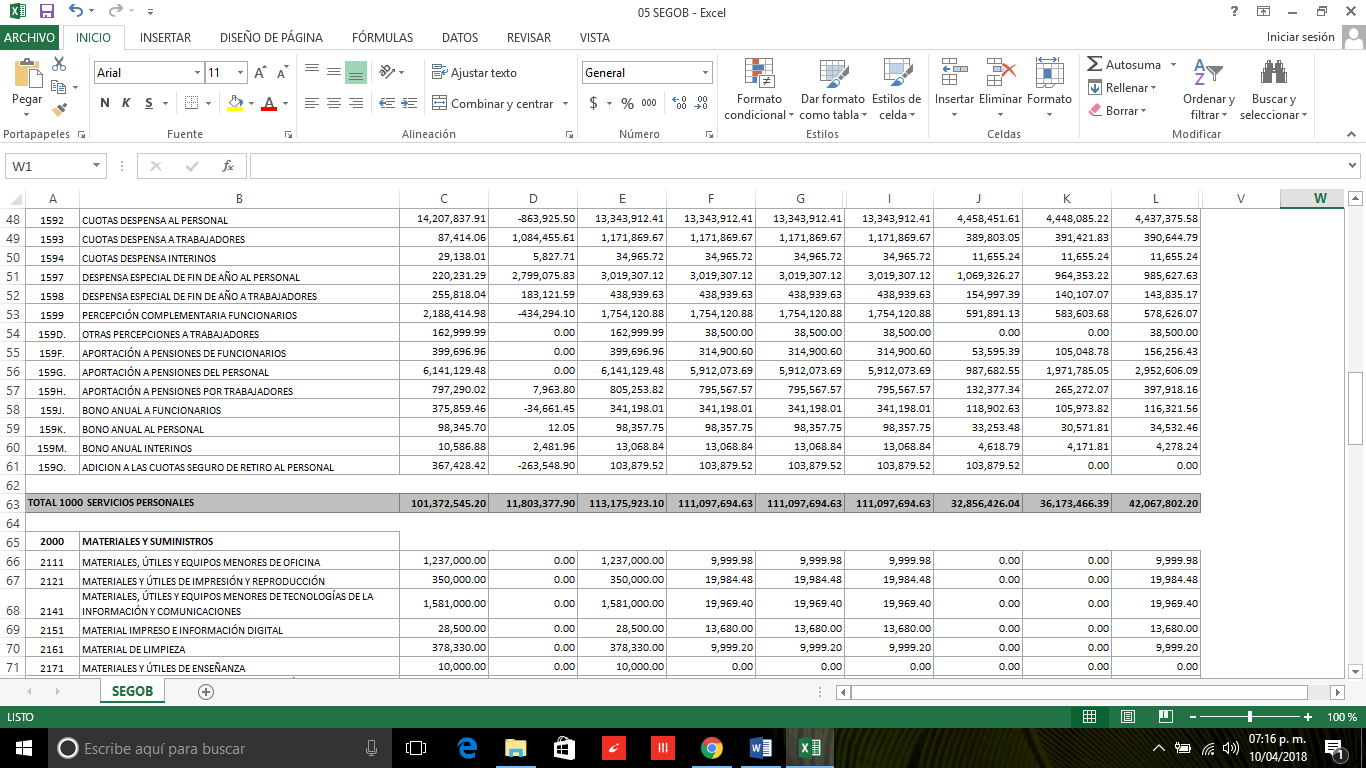 05 SEGOB - Excel
ARCHIVO INICIO INSERTAR DISEÑO DE PÁGINA FÓRMULAS DATOS REVISAR VISTA Iniciar sesión
Pegar
Arial 11
N K S
Ajustar texto
Combinar y centrar
General
$ % 000
Formato condicional
Dar formato como tabla
Estilos de celda
Insertar Eliminar Formato
Autosuma
Rellenar
Borrar
Ordenar y filtrar
Buscar y seleccionar
Portapapeles Fuente Alineación Número Estilos Celdas Modificar
W1 fx
A B C D E F G I J K L V W
48 1592 CUOTAS DESPENSA AL PERSONAL 14,207,837.91 -863,925.50 13,343,912.41 13,343,912.41 13,343,912.41 13,343,912.41 4,458,451.61 4,448,085.22 4,437,375.58
49 1593 CUOTAS DESPENSA A TRABAJADORES 87,414.06 1,084,455.61 1,171,869.67 1,171,869.67 1,171,869.67 1,171,869.67 389,803.05 391,421.83 390,644.79
50 1594 CUOTAS DESPENSA INTERINOS 29,138.01 5,827.71 34,965.72 34,965.72 34,965.72 34,965.72 11,655.24 11,655.24 11,655.24
51 1597 DESPENSA ESPECIAL DE FIN DE AÑO AL PERSONAL 220,231.29 2,799,075.83 3,019,307.12 3,019,307.12 3,019,307.12 3,019,307.12 1,069,326.27 964,353.22 985,627.63
52 1598 DESPENSA ESPECIAL DE FIN DE AÑO A TRABAJADORES 255,818.04 183,121.59 438,939.63 438,939.63 438,939.63 438,939.63 154,997.39 140,107.07 143,835.17
53 1599 PERCEPCIÓN COMPLEMENTARIA FUNCIONARIOS 2,188,414.98 -434,294.10 1,754,120.88 1,754,120.88 1,754,120.88 1,754,120.88 591,891.13 583,603.68 578,626.07
54 159D. OTRAS PERCEPCIONES A TRABAJADORES 162,999.99 0.00 162,999.99 38,500.00 38,500.00 38,500.00 0.00 0.00 38,500.00
55 159F. APORTACIÓN A PENSIONES DE FUNCIONARIOS 399,696.96 0.00 399,696.96 314,900.60 314,900.60 314,900.60 53,595.39 105,048.78 156,256.43
56 159G. APORTACIÓN A PENSIONES DEL PERSONAL 6,141,129.48 0.00 6,141,129.48 5,912,073.69 5,912,073.69 5,912,073.69 987,682.55 1,971,785.05 2,952,606.09
57 159H. APORTACIÓN A PENSIONES POR TRABAJADORES 797,290.02 7,963.80 805,253.82 795,567.57 795,567.57 795,567.57 132,377.34 265,272.07 397,918.16
58 159J. BONO ANUAL A FUNCIONARIOS 375,859.46 -34,661.45 341,198.01 341,198.01 341,198.01 341,198.01 118,902.63 105,973.82 116,321.56
59 159K. BONO ANUAL AL PERSONAL 98,345.70 12.05 98,357.75 98,357.75 98,357.75 98,357.75 33,253.48 30,571.81 34,532.46
60 159M. BONO ANUAL INTERINOS 10,586.88 2,481.96 13,068.84 13,068.84 13,068.84 13,068.84 4,618.79 4,171.81 4,278.24
61 159O. ADICION A LAS CUOTAS SEGURO DE RETIRO AL PERSONAL 367,428.42 -263,548.90 103,879.52 103,879.52 103,879.52 103,879.52 103,879.52 0.00 0.00
62
63 TOTAL 1000 SERVICIOS PERSONALES 101,372,545.20 11,803,377.90 113,175,923.10 111,097,694.63 111,097,694.63 111,097,694.63 32,856,426.04 36,173,466.39 42,067,802.20
64
65 2000 MATERIALES Y SUMINISTROS
66 2111 MATERIALES, ÚTILES Y EQUIPOS MENORES DE OFICINA 1,237,000.00 0.00 1,237,000.00 9,999.98 9,999.98 9,999.98 0.00 0.00 9,999.98
67 2121 MATERIALES Y ÚTILES DE IMPRESIÓN Y REPRODUCCIÓN 350,000.00 0.00 350,000.00 19,984.48 19,984.48 19,984.48 0.00 0.00 19,984.48
68 2141 MATERIALES, ÚTILES Y EQUIPOS MENORES DE TECNOLOGÍAS DE LA
INFORMACIÓN Y COMUNICACIONES 1,581,000.00 0.00 1,581,000.00 19,969.40 19,969.40 19,969.40 0.00 0.00 19,969.40
69 2151 MATERIAL IMPRESO E INFORMACIÓN DIGITAL 28,500.00 0.00 28,500.00 13,680.00 13,680.00 13,680.00 0.00 0.00 13,680.00
70 2161 MATERIAL DE LIMPIEZA 378,330.00 0.00 378,330.00 9,999.20 9,999.20 9,999.20 0.00 0.00 9,999.20
71 2171 MATERIALES Y ÚTILES DE ENSEÑANZA 10,000.00 0.00 10,000.00 0.00 0.00 0.00 0.00 0.00 0.00
SEGOB
LISTO 100 %
Escribe aquí para buscar
07:16 p. m.
10/04/2018
1